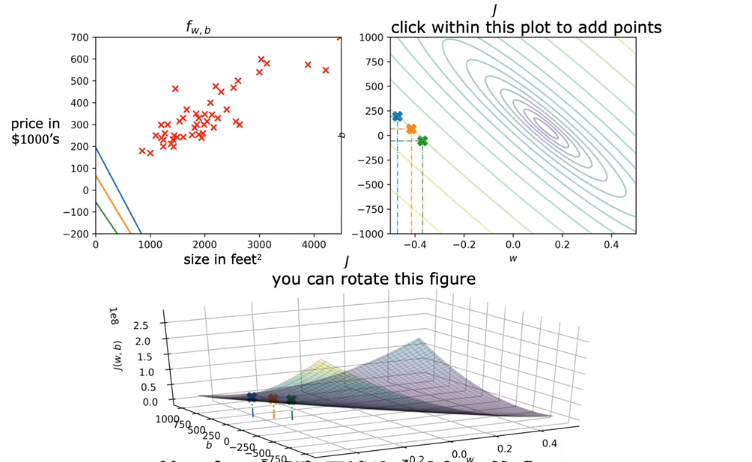 f w,b
J
click within this plot to add points
700
600
500
400
300
200
100
0
−100
−200
price in
$1000's
0 1000 2000 3000 4000
size in feet²
1000
750
500
250
0
−250
−500
−750
−1000
b
−0.4 −0.2 0.0 0.2 0.4
w
J
you can rotate this figure
1e8
J(w, b)
2.5
2.0
1.5
1.0
0.5
0.0
1000
750
500
250
0
−250
−500
−750
b
0.0
0.2
0.4
w